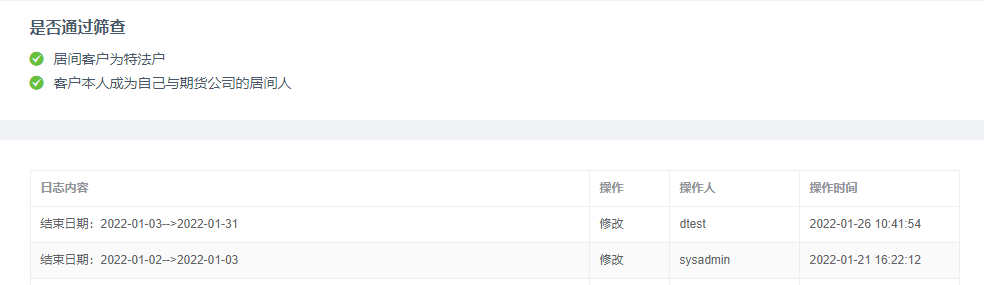 是否通过筛查
居间客户为特法户
客户本人成为自己与期货公司的居间人
日志内容 操作 操作人 操作时间
结束日期：2022-01-03-->2022-01-31 修改 dtest 2022-01-26 10:41:54
结束日期：2022-01-02-->2022-01-03 修改 sysadmin 2022-01-21 16:22:12